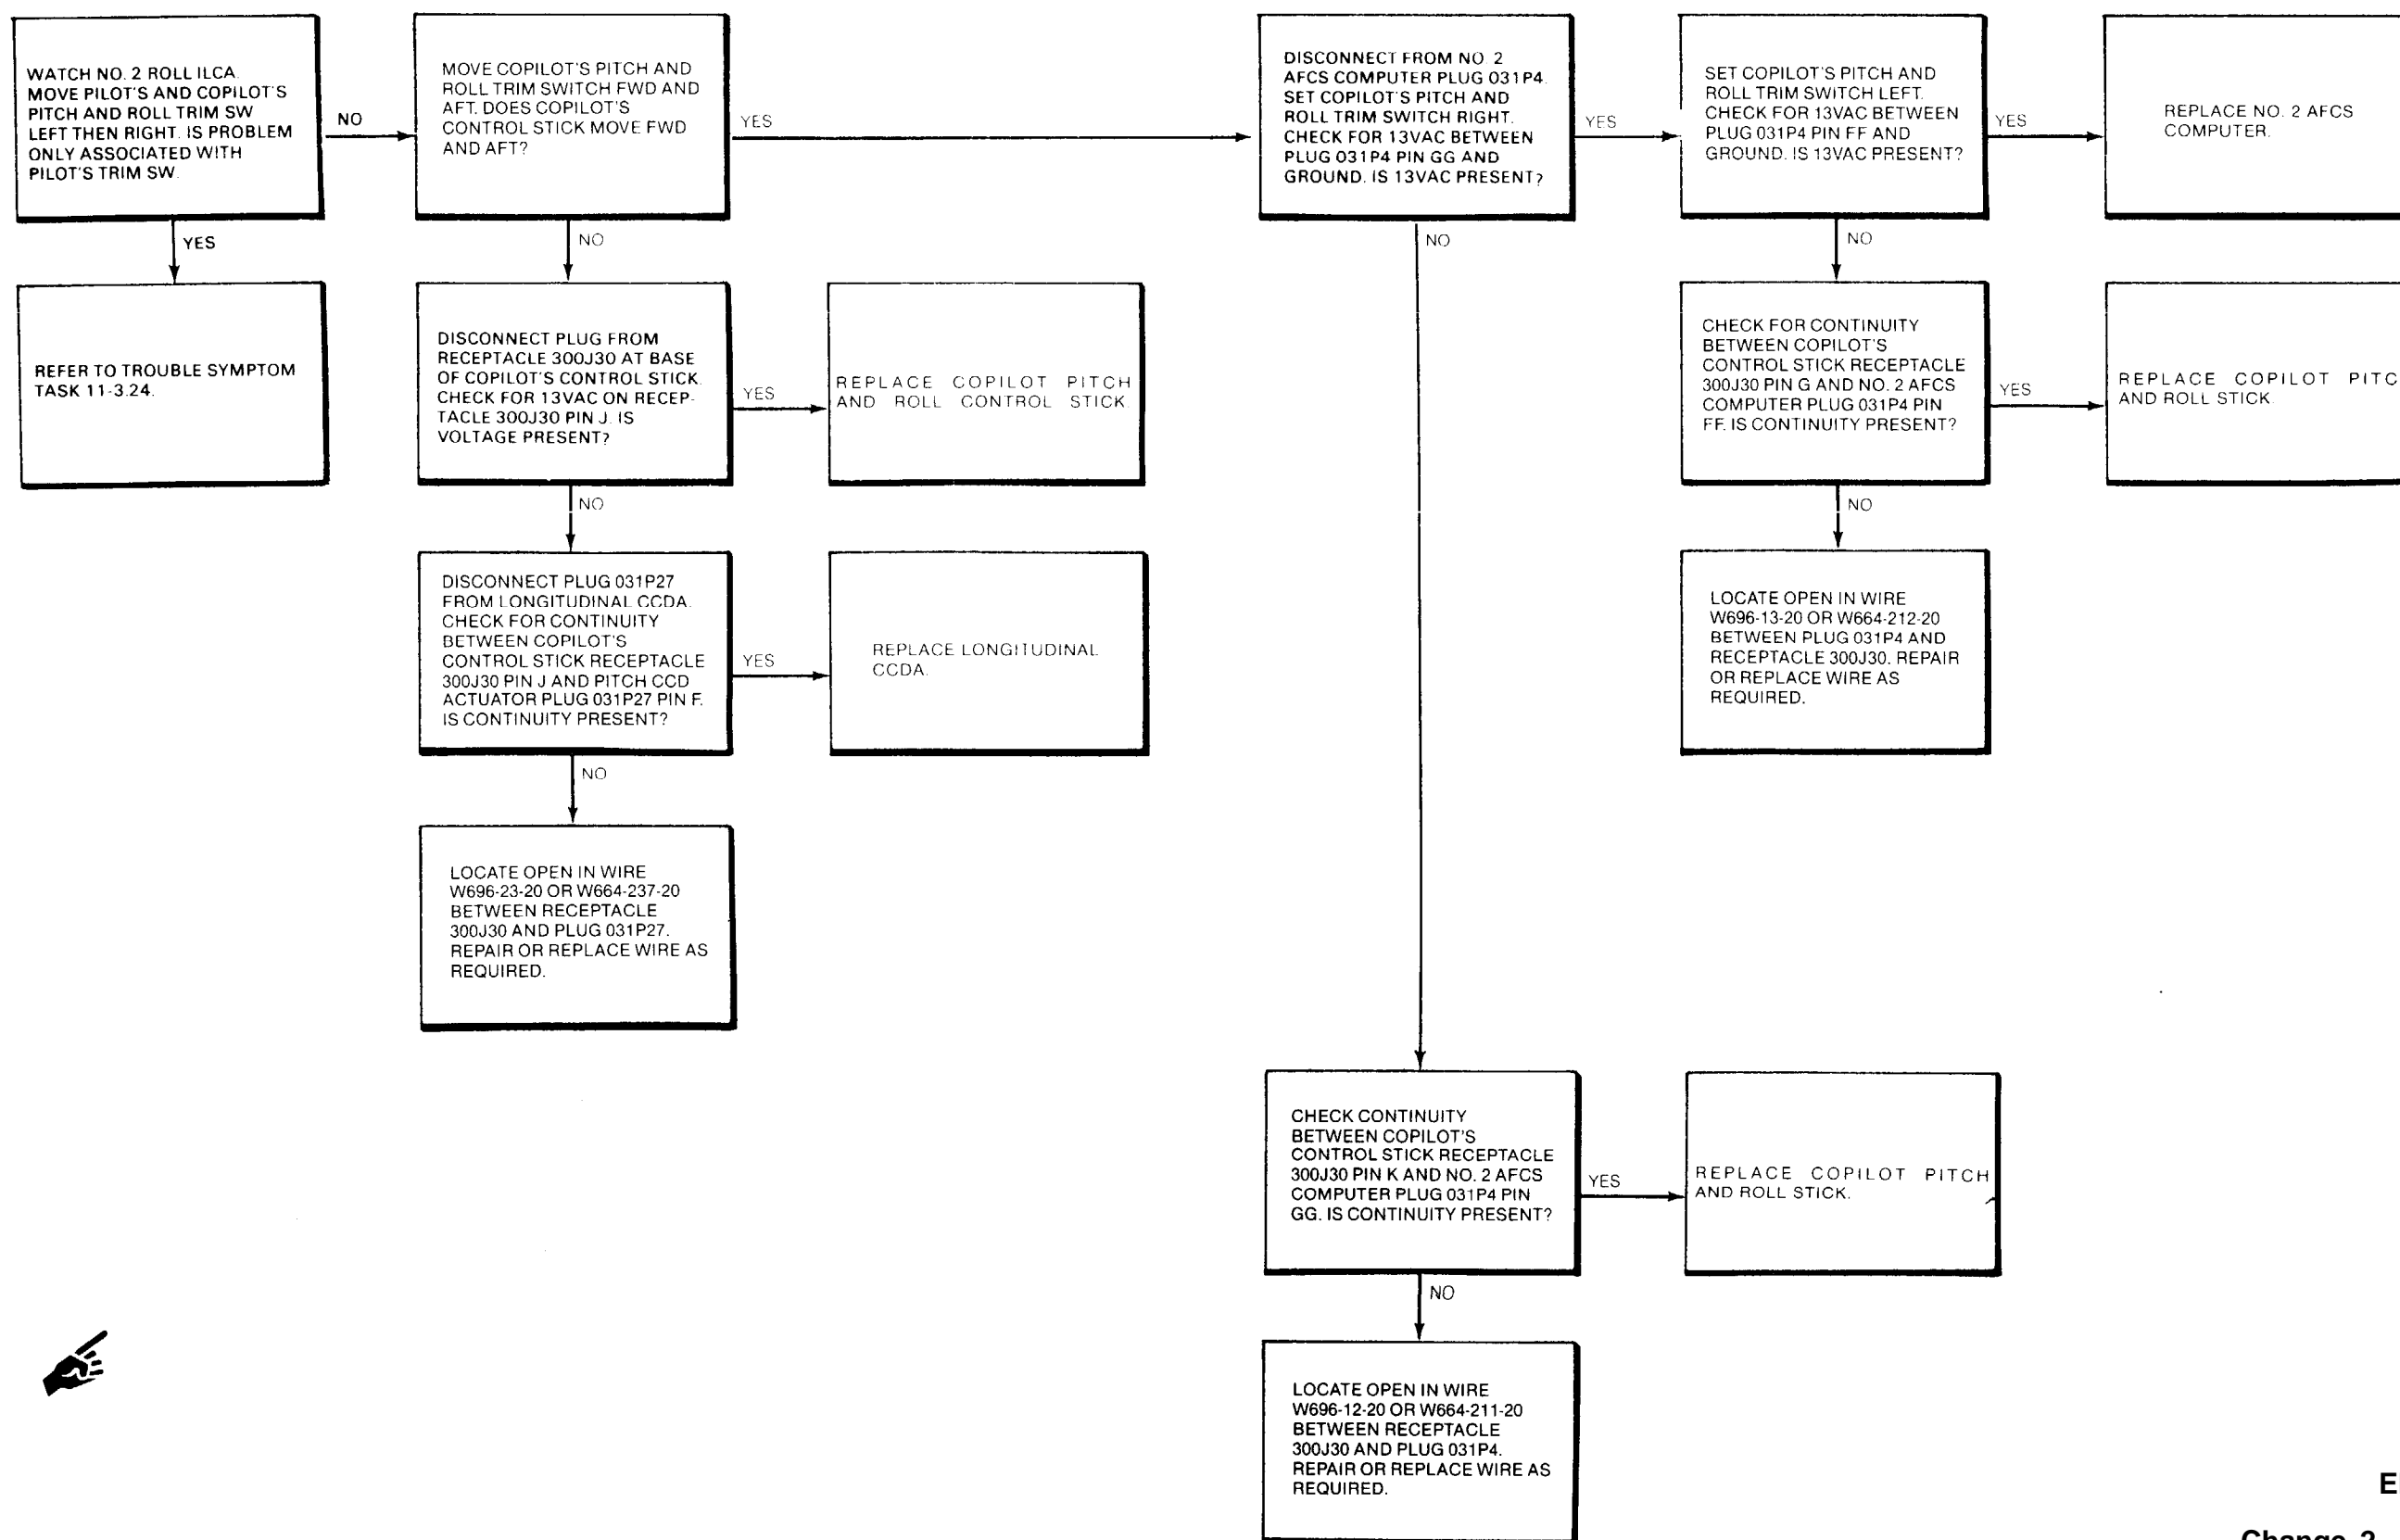 WATCH NO. 2 ROLL ILCA.
MOVE PILOT'S AND COPILOT'S
PITCH AND ROLL TRIM SW
LEFT THEN RIGHT. IS PROBLEM
ONLY ASSOCIATED WITH
PILOT'S TRIM SW.
NO
YES
REFER TO TROUBLE SYMPTOM
TASK 11-3.24.
MOVE COPILOT'S PITCH AND
ROLL TRIM SWITCH FWD AND
AFT. DOES COPILOT'S
CONTROL STICK MOVE FWD
AND AFT?
YES
NO
DISCONNECT PLUG FROM
RECEPTACLE 300J30 AT BASE
OF COPILOT'S CONTROL STICK.
CHECK FOR 13VAC ON RECEP-
TACLE 300J30 PIN J. IS
VOLTAGE PRESENT?
YES
REPLACE COPILOT PITCH
AND ROLL CONTROL STICK.
NO
DISCONNECT PLUG 031P27
FROM LONGITUDINAL CCDA.
CHECK FOR CONTINUITY
BETWEEN COPILOT'S
CONTROL STICK RECEPTACLE
300J30 PIN J AND PITCH CCD
ACTUATOR PLUG 031P27 PIN F.
IS CONTINUITY PRESENT?
YES
REPLACE LONGITUDINAL
CCDA.
NO
LOCATE OPEN IN WIRE
W696-23-20 OR W664-237-20
BETWEEN RECEPTACLE
300J30 AND PLUG 031P27.
REPAIR OR REPLACE WIRE AS
REQUIRED.
DISCONNECT FROM NO. 2
AFCS COMPUTER PLUG 031P4.
SET COPILOT'S PITCH AND
ROLL TRIM SWITCH RIGHT.
CHECK FOR 13VAC BETWEEN
PLUG 031P4 PIN GG AND
GROUND. IS 13VAC PRESENT?
YES
NO
SET COPILOT'S PITCH AND
ROLL TRIM SWITCH LEFT.
CHECK FOR 13VAC BETWEEN
PLUG 031P4 PIN FF AND
GROUND. IS 13VAC PRESENT?
YES
REPLACE NO. 2 AFCS
COMPUTER.
NO
CHECK FOR CONTINUITY
BETWEEN COPILOT'S
CONTROL STICK RECEPTACLE
300J30 PIN G AND NO. 2 AFCS
COMPUTER PLUG 031P4 PIN
FF. IS CONTINUITY PRESENT?
YES
REPLACE COPILOT PITC
AND ROLL STICK.
NO
LOCATE OPEN IN WIRE
W696-13-20 OR W664-212-20
BETWEEN PLUG 031P4 AND
RECEPTACLE 300J30. REPAIR
OR REPLACE WIRE AS
REQUIRED.
CHECK CONTINUITY
BETWEEN COPILOT'S
CONTROL STICK RECEPTACLE
300J30 PIN K AND NO. 2 AFCS
COMPUTER PLUG 031P4 PIN
GG. IS CONTINUITY PRESENT?
YES
REPLACE COPILOT PITCH
AND ROLL STICK.
NO
LOCATE OPEN IN WIRE
W696-12-20 OR W664-211-20
BETWEEN RECEPTACLE
300J30 AND PLUG 031P4.
REPAIR OR REPLACE WIRE AS
REQUIRED.
Change 2